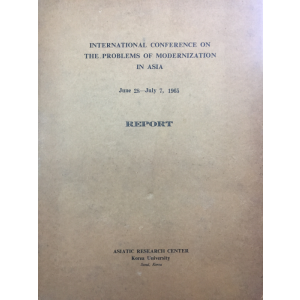 INTERNATIONAL CONFERENCE ON
THE PROBLEMS OF MODERNIZATION
IN ASIA
June 28–July 7, 1965
REPORT
ASIATIC RESEARCH CENTER
Korea University
Seoul, Korea